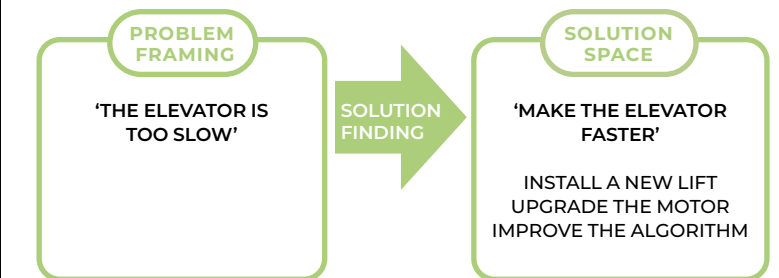 PROBLEM
FRAMING
‘THE ELEVATOR IS
TOO SLOW’
SOLUTION
FINDING
SOLUTION
SPACE
‘MAKE THE ELEVATOR
FASTER’
INSTALL A NEW LIFT
UPGRADE THE MOTOR
IMPROVE THE ALGORITHM